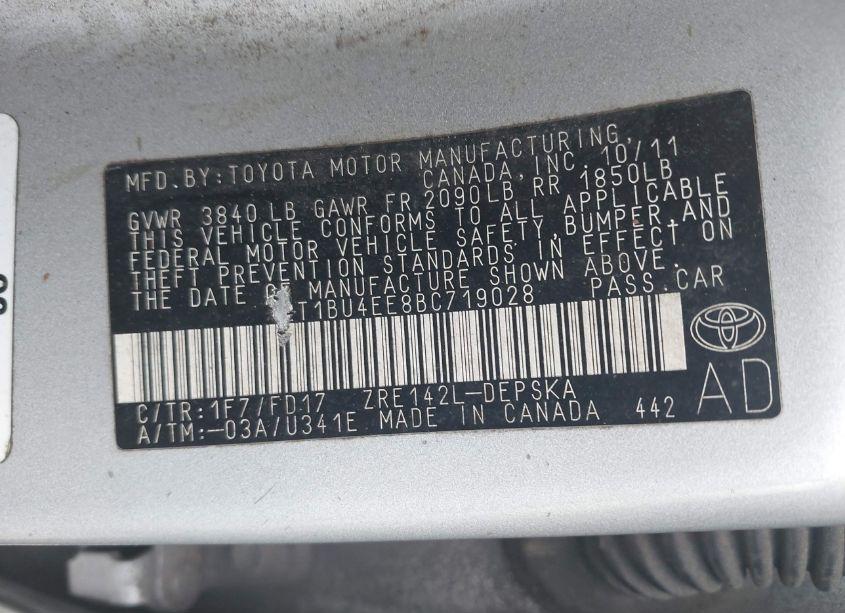 MFD.BY:TOYOTA MOTOR MANUFACTURING,
CANADA,INC. 10/11
GVWR 3840 LB GAWR FR 2090LB RR 1850LB
THIS VEHICLE CONFORMS TO ALL APPLICABLE
FEDERAL MOTOR VEHICLE SAFETY,BUMPER,AND
THEFT PREVENTION STANDARDS IN EFFECT ON
THE DATE OF MANUFACTURE SHOWN ABOVE.
T1BU4EE8BC719028 PASS.CAR
C/TR:1F7/FD17 ZRE142L-DEPSKA
A/TM:-03A/U341E MADE IN CANADA 442
AD